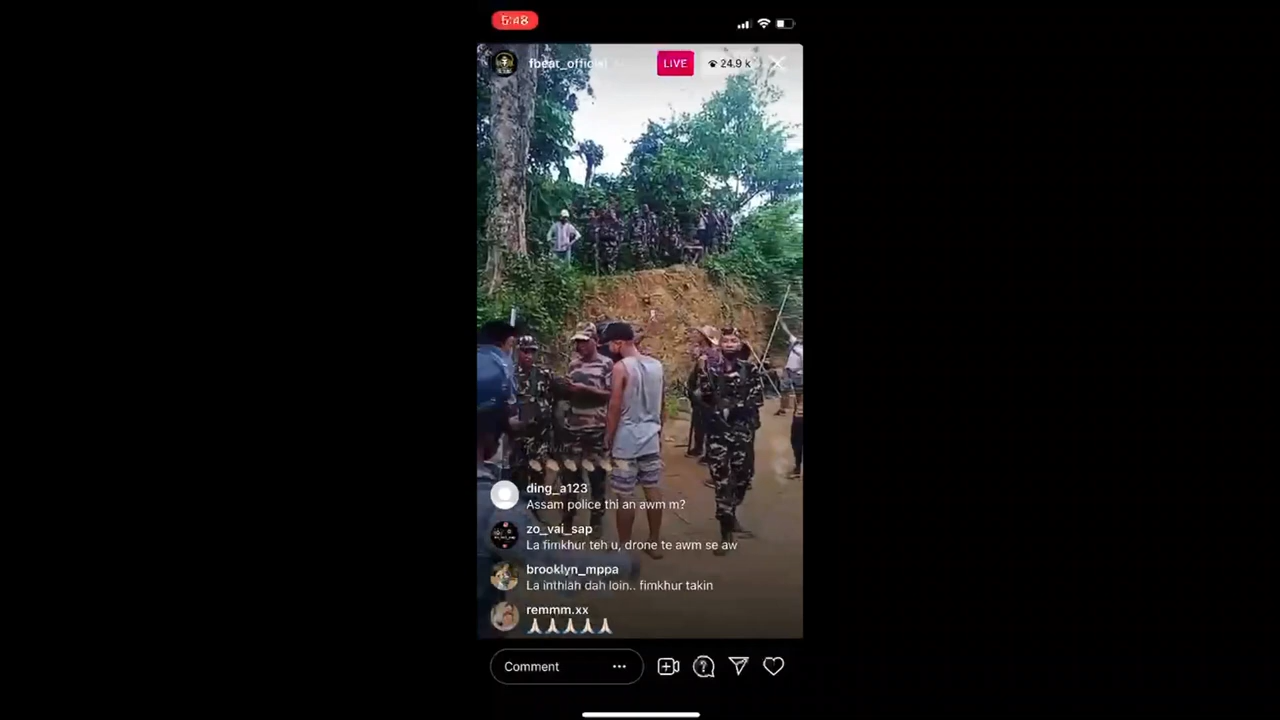 5:48
fbeat_official
LIVE
24.9 k
ding_a123
Assam police thi an awm m?
zo_vai_sap
La fimkhur teh u, drone te awm se aw
brooklyn_mppa
La inthlah dah loin.. fimkhur takin
remmm.xx
🙏🏻🙏🏻🙏🏻🙏🏻🙏🏻
Comment